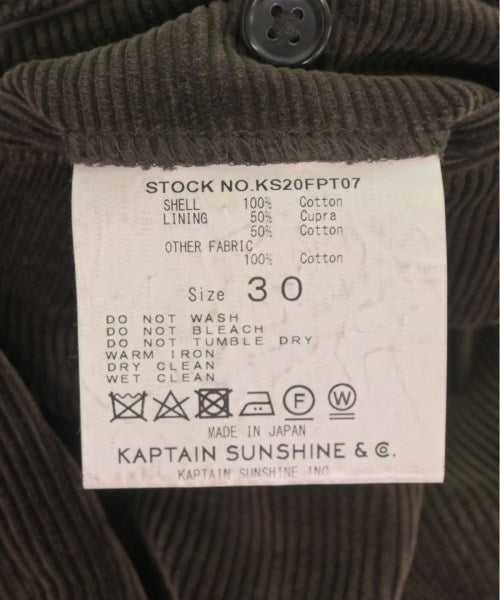 STOCK NO.KS20FPT07
SHELL 100% Cotton
LINING 50% Cupra
50% Cotton
OTHER FABRIC
100% Cotton
Size 30
DO NOT WASH
DO NOT BLEACH
DO NOT TUMBLE DRY
WARM IRON
DRY CLEAN
WET CLEAN
F W
MADE IN JAPAN
KAPTAIN SUNSHINE & Co.
KAPTAIN SUNSHINE INC